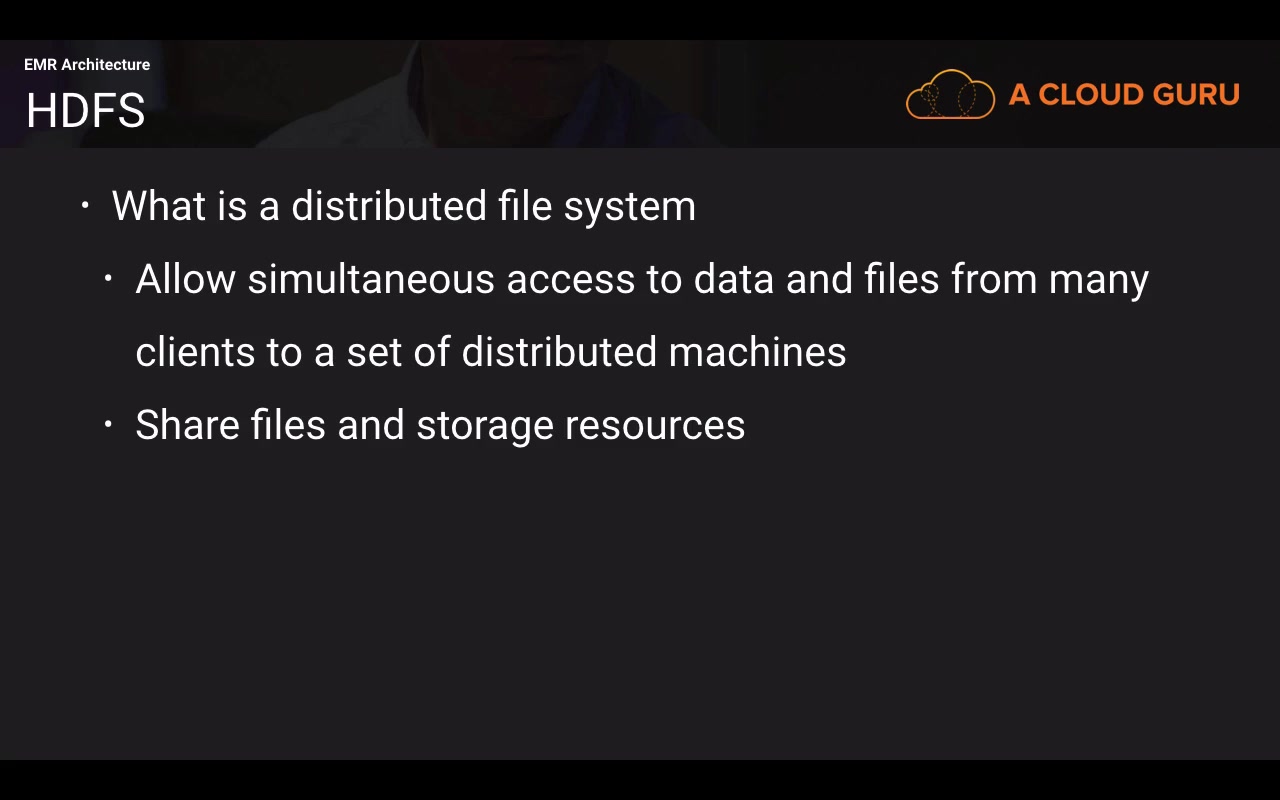 EMR Architecture
HDFS
A CLOUD GURU
• What is a distributed file system
• Allow simultaneous access to data and files from many
clients to a set of distributed machines
• Share files and storage resources